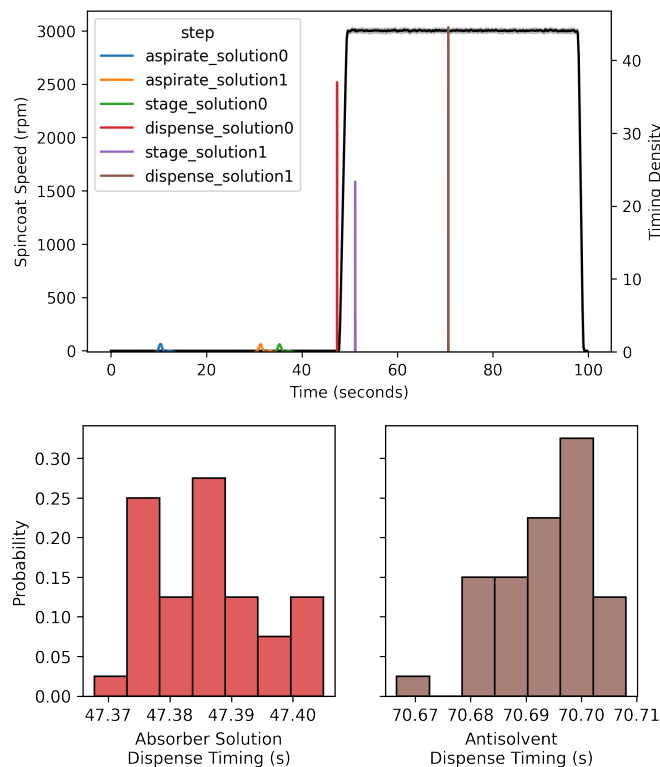 step
aspirate_solution0
aspirate_solution1
stage_solution0
dispense_solution0
stage_solution1
dispense_solution1
Spincoat Speed (rpm)
3000
2500
2000
1500
1000
500
0
Timing Density
40
30
20
10
0
0 20 40 60 80 100
Time (seconds)
Probability
0.30
0.25
0.20
0.15
0.10
0.05
0.00
47.37 47.38 47.39 47.40
Absorber Solution
Dispense Timing (s)
70.67 70.68 70.69 70.70 70.71
Antisolvent
Dispense Timing (s)